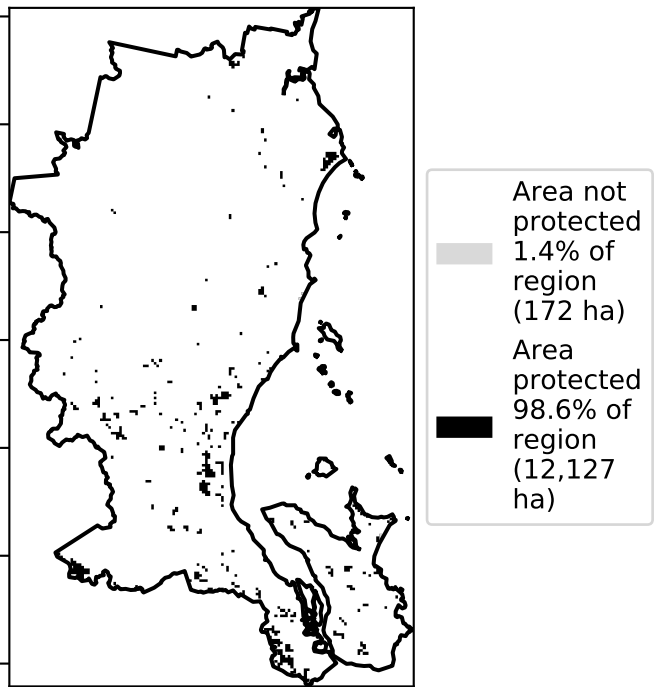 Area not
protected
1.4% of
region
(172 ha)
Area
protected
98.6% of
region
(12,127
ha)